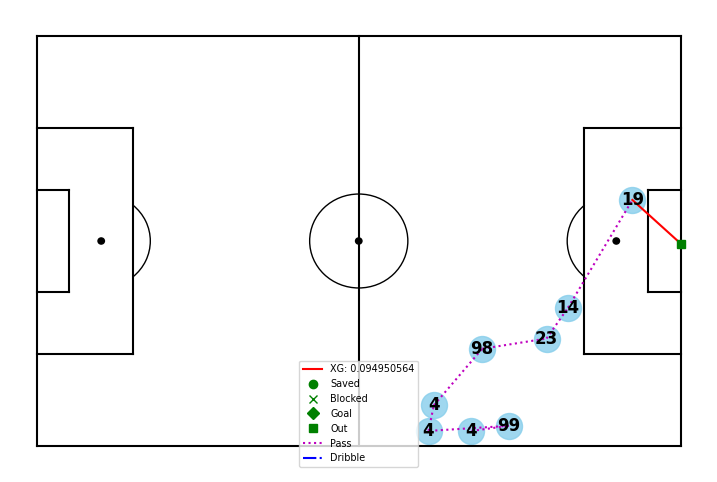 19
14
23
98
4
4
4
99
XG: 0.094950564
Saved
Blocked
Goal
Out
Pass
Dribble